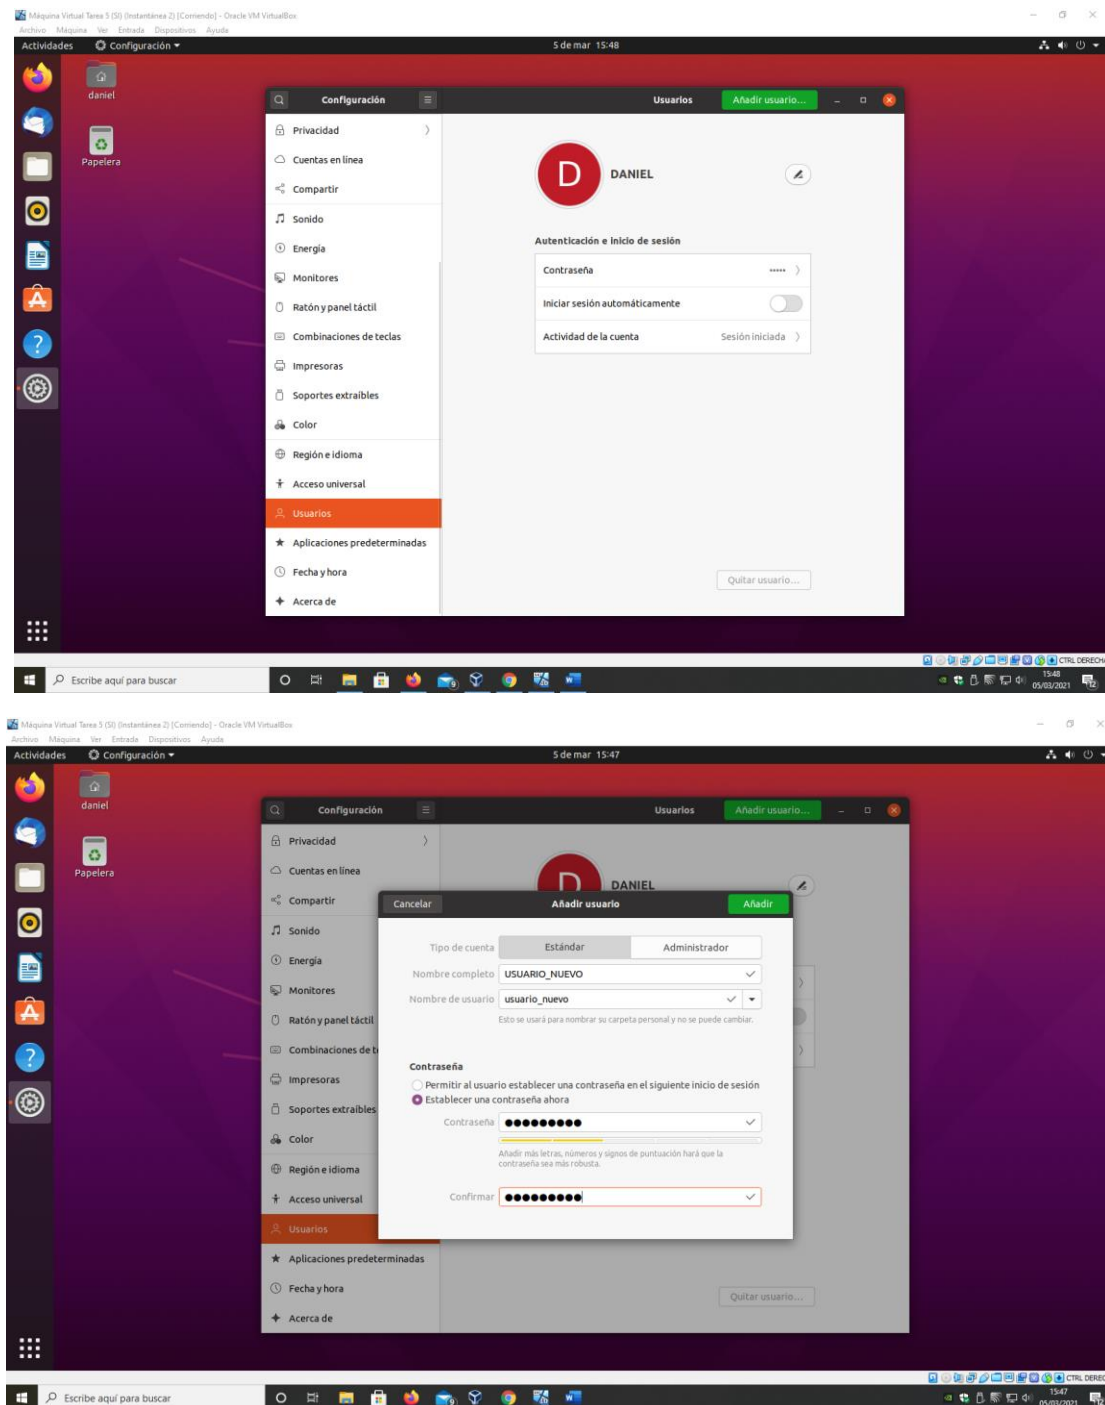 Máquina Virtual Tarea 5 (SI) (Instantánea 2) [Corriendo] - Oracle VM VirtualBox
Archivo Máquina Ver Entrada Dispositivos Ayuda
Actividades Configuración 5 de mar 15:48
daniel
Papelera
Configuración Usuarios Añadir usuario...
Privacidad
Cuentas en línea
Compartir
Sonido
Energía
Monitores
Ratón y panel táctil
Combinaciones de teclas
Impresoras
Soportes extraíbles
Color
Región e idioma
Acceso universal
Usuarios
Aplicaciones predeterminadas
Fecha y hora
Acerca de
D DANIEL
Autenticación e inicio de sesión
Contraseña •••••
Iniciar sesión automáticamente
Actividad de la cuenta Sesión iniciada
Quitar usuario...
CTRL DERECHA
Escribe aquí para buscar
15:48
05/03/2021
Máquina Virtual Tarea 5 (SI) (Instantánea 2) [Corriendo] - Oracle VM VirtualBox
Archivo Máquina Ver Entrada Dispositivos Ayuda
Actividades Configuración 5 de mar 15:47
daniel
Papelera
Configuración Usuarios Añadir usuario...
Privacidad
Cuentas en línea
Compartir
Sonido
Energía
Monitores
Ratón y panel táctil
Combinaciones de te
Impresoras
Soportes extraíbles
Color
Región e idioma
Acceso universal
Usuarios
Aplicaciones predeterminadas
Fecha y hora
Acerca de
D DANIEL
Cancelar Añadir usuario Añadir
Tipo de cuenta Estándar Administrador
Nombre completo USUARIO_NUEVO
Nombre de usuario usuario_nuevo
Esto se usará para nombrar su carpeta personal y no se puede cambiar.
Contraseña
Permitir al usuario establecer una contraseña en el siguiente inicio de sesión
Establecer una contraseña ahora
Contraseña ●●●●●●●●●
Añadir más letras, números y signos de puntuación hará que la
contraseña sea más robusta.
Confirmar ●●●●●●●●●
Quitar usuario...
CTRL DEREC
Escribe aquí para buscar
15:47
05/03/2021